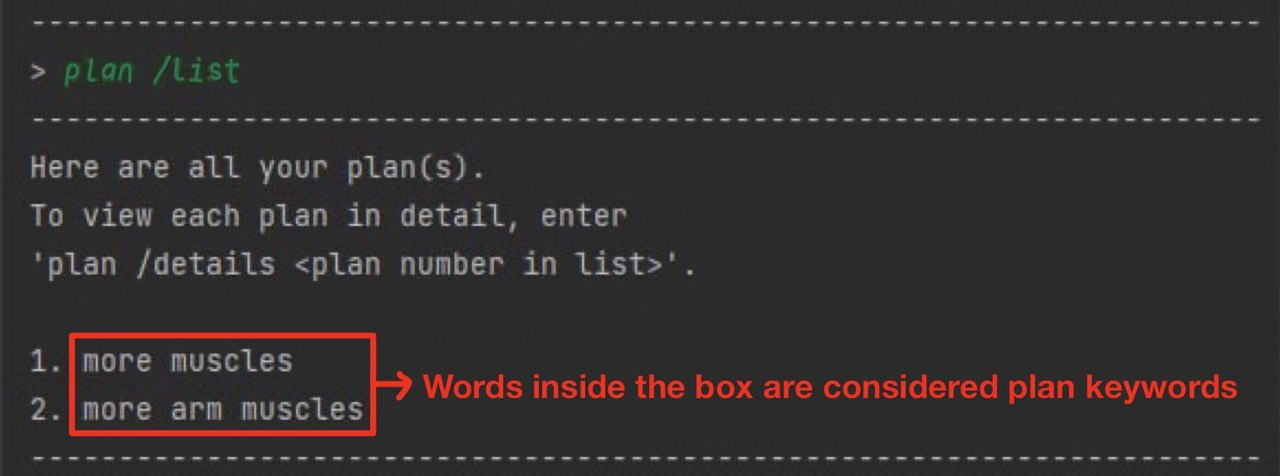 --------------------------------------------------------------------------------
> plan /list
--------------------------------------------------------------------------------
Here are all your plan(s).
To view each plan in detail, enter
'plan /details <plan number in list>'.
1. more muscles
2. more arm muscles
Words inside the box are considered plan keywords
--------------------------------------------------------------------------------